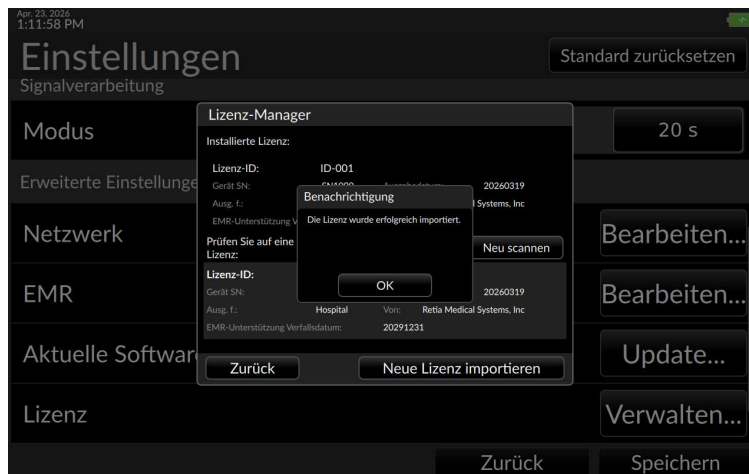 Apr. 23, 2026
1:11:58 PM
Einstellungen
Standard zurücksetzen
Signalverarbeitung
Modus
20 s
Erweiterte Einstellunge
Netzwerk
Bearbeiten...
EMR
Bearbeiten...
Aktuelle Softwar
Update...
Lizenz
Verwalten...
Zurück
Speichern
Lizenz-Manager
Installierte Lizenz:
Lizenz-ID: ID-001
Gerät SN: 20260319
Ausg. f.: l Systems, Inc
EMR-Unterstützung V
Prüfen Sie auf eine
Lizenz:
Neu scannen
Lizenz-ID:
Gerät SN: 20260319
Ausg. f.: Hospital Von: Retia Medical Systems, Inc
EMR-Unterstützung Verfallsdatum: 20291231
Zurück
Neue Lizenz importieren
Benachrichtigung
Die Lizenz wurde erfolgreich importiert.
OK